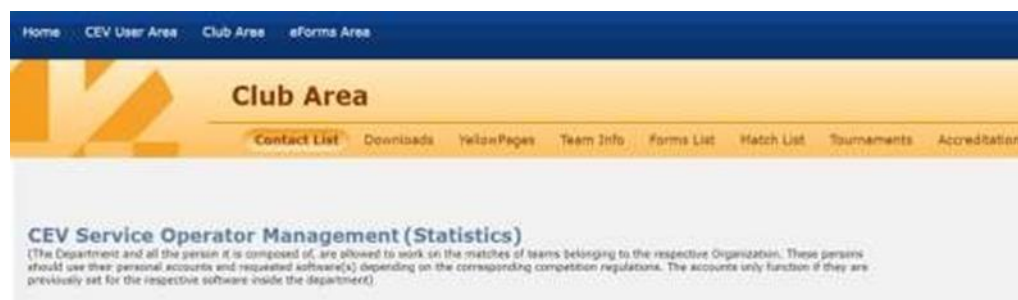 Home CEV User Area Club Area eForms Area
Club Area
Contact List Downloads YellowPages Team Info Forms List Match List Tournaments Accreditation
CEV Service Operator Management (Statistics)
(The Department and all the person it is composed of, are allowed to work on the matches of teams belonging to the respective Organization. These persons
should use their personal accounts and requested software(s) depending on the corresponding competition regulations. The accounts only function if they are
previously set for the respective software inside the department)